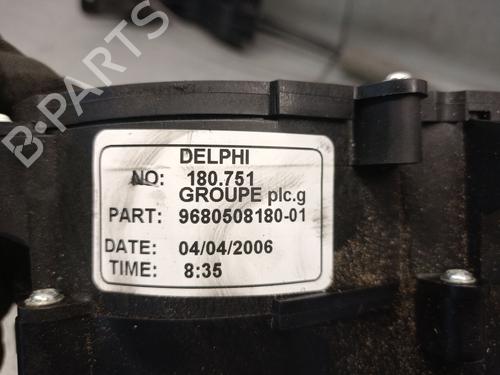 B-PARTS
DELPHI
NO: 180.751
GROUPE plc.g
PART: 9680508180-01
DATE: 04/04/2006
TIME: 8:35